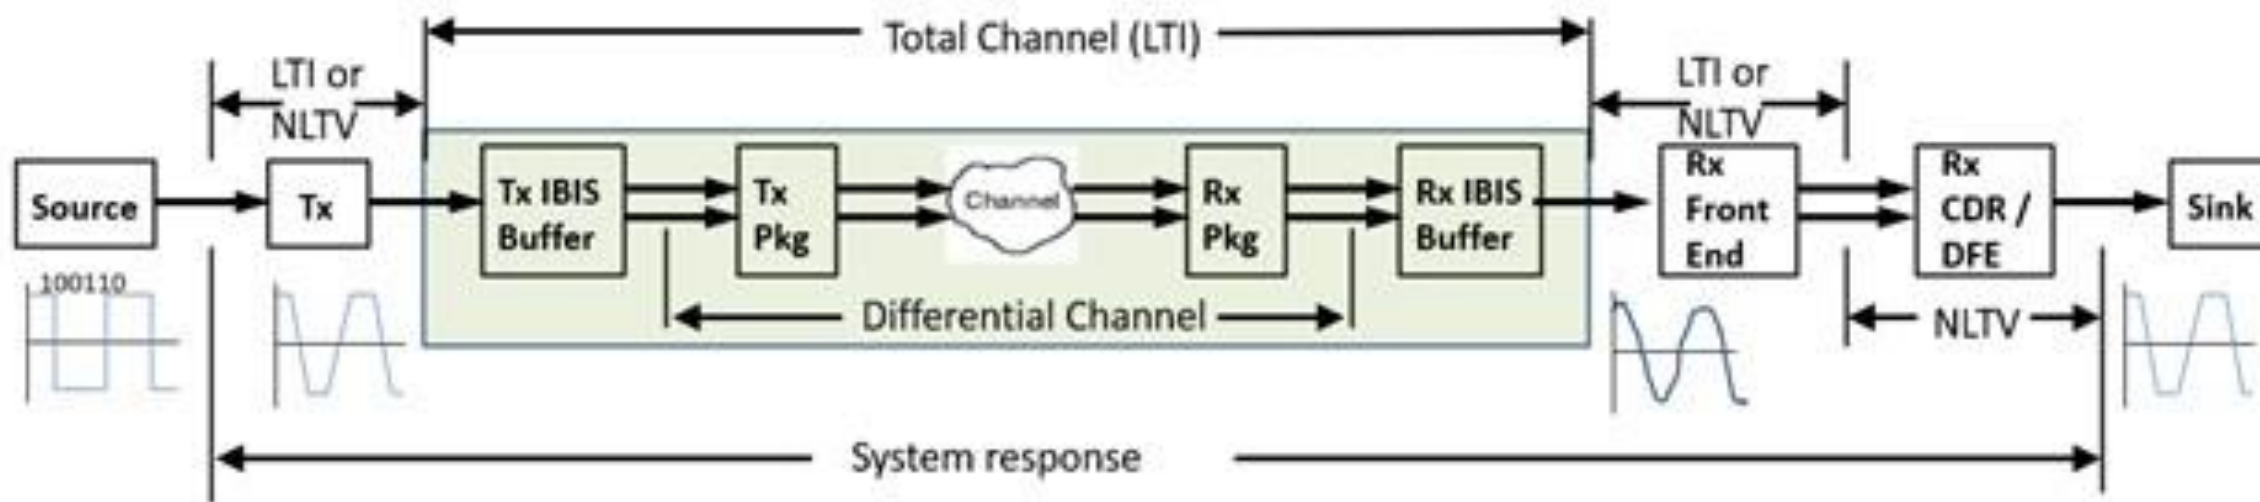 Total Channel (LTI)
LTI or
NLTV
LTI or
NLTV
Source
Tx
Tx IBIS
Buffer
Tx
Pkg
Channel
Rx
Pkg
Rx IBIS
Buffer
Rx
Front
End
Rx
CDR /
DFE
Sink
100110
Differential Channel
NLTV
System response